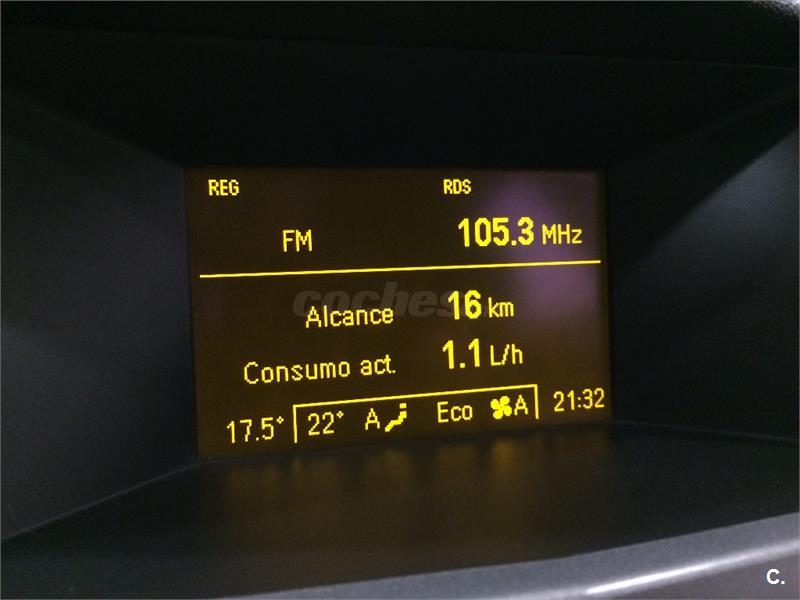 REG RDS
FM 105.3 MHz
coches.
Alcance 16 km
Consumo act. 1.1 L/h
17.5° 22° A Eco A 21:32
C.